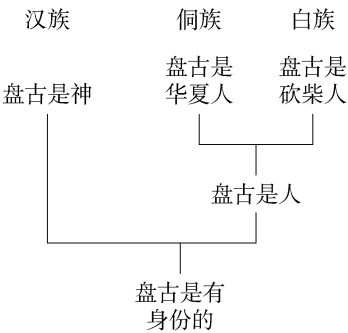 汉族 侗族 白族
盘古是神
盘古是
华夏人
盘古是
砍柴人
盘古是人
盘古是有
身份的